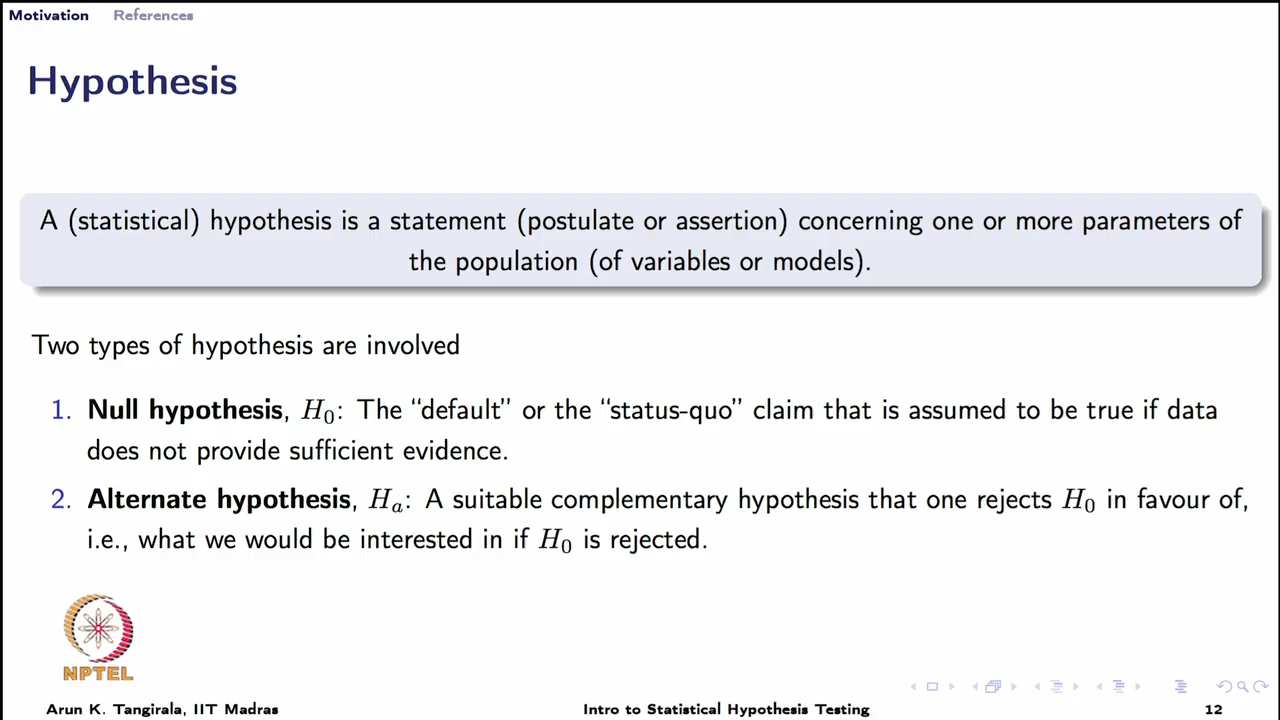 Motivation References
Hypothesis
A (statistical) hypothesis is a statement (postulate or assertion) concerning one or more parameters of
the population (of variables or models).
Two types of hypothesis are involved
1. Null hypothesis, H₀: The “default” or the “status-quo” claim that is assumed to be true if data
does not provide sufficient evidence.
2. Alternate hypothesis, Hₐ: A suitable complementary hypothesis that one rejects H₀ in favour of,
i.e., what we would be interested in if H₀ is rejected.
NPTEL
Arun K. Tangirala, IIT Madras Intro to Statistical Hypothesis Testing 12